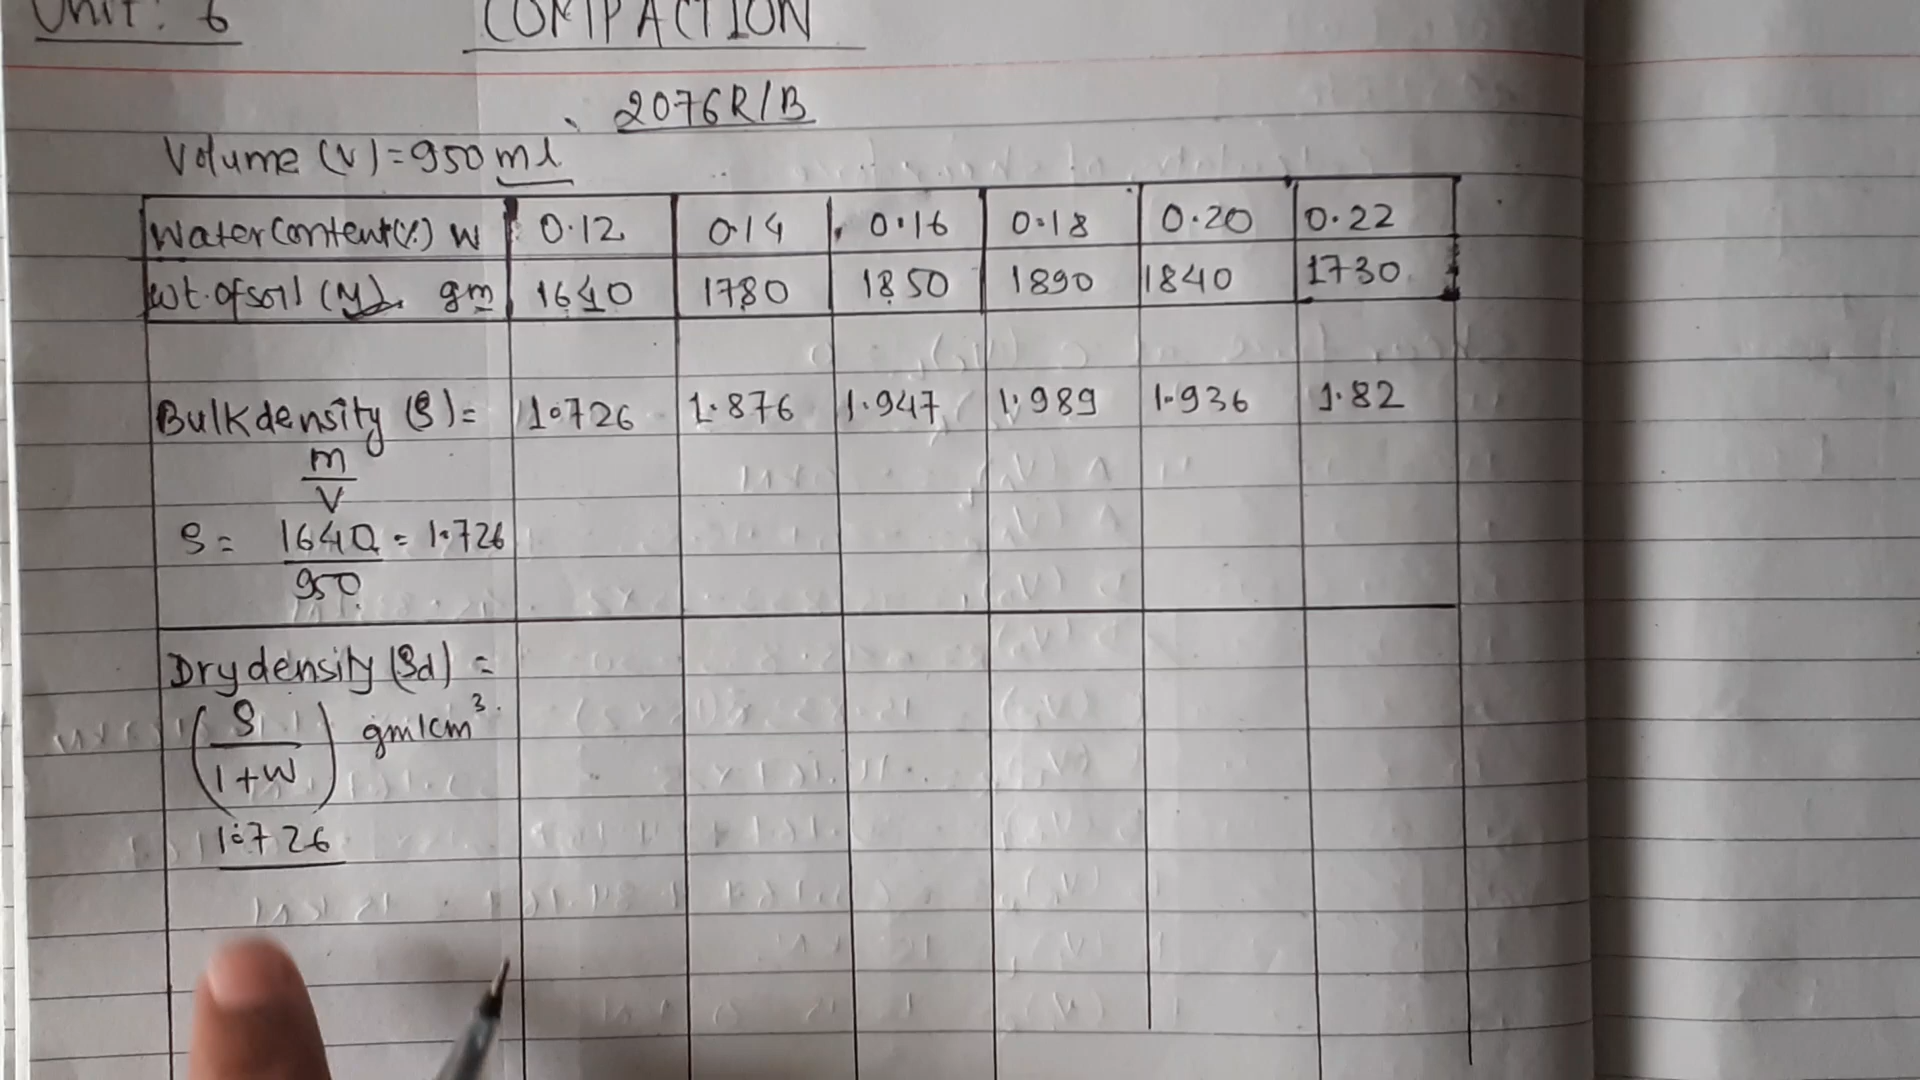 Unit: 6 COMPACTION
2076R/B
Volume (V)=950 ml
Water Content(%) W 0.12 0.14 0.16 0.18 0.20 0.22
Wt. of soil (M) gm 1640 1780 1850 1890 1840 1730
Bulk density (ρ)= 1.726 1.876 1.947 1.989 1.936 1.82
m
V
ρ= 1640 = 1.726
950
Dry density (ρd) =
(ρ/1+W) gm/cm³
1.726